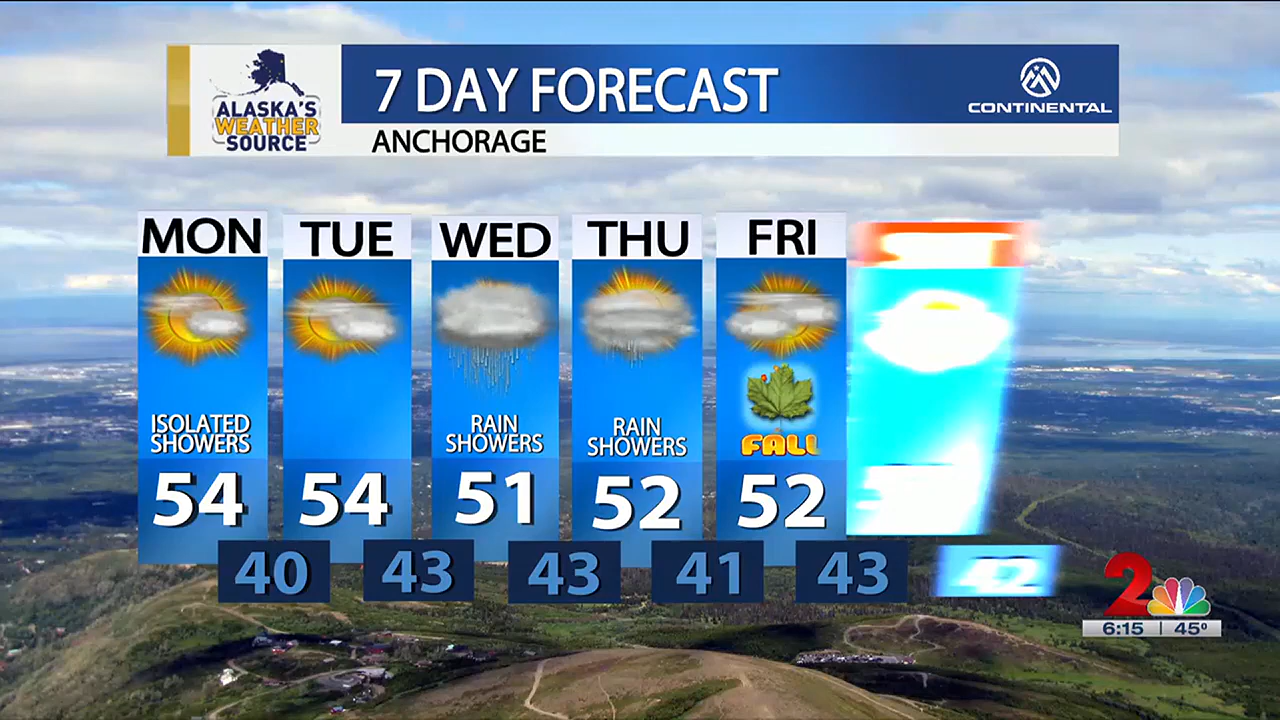 ALASKA'S
WEATHER
SOURCE
7 DAY FORECAST
ANCHORAGE
CONTINENTAL
MON
TUE
WED
THU
FRI
ISOLATED
SHOWERS
RAIN
SHOWERS
RAIN
SHOWERS
FALL
54
54
51
52
52
40
43
43
41
43
42
2
6:15 | 45º